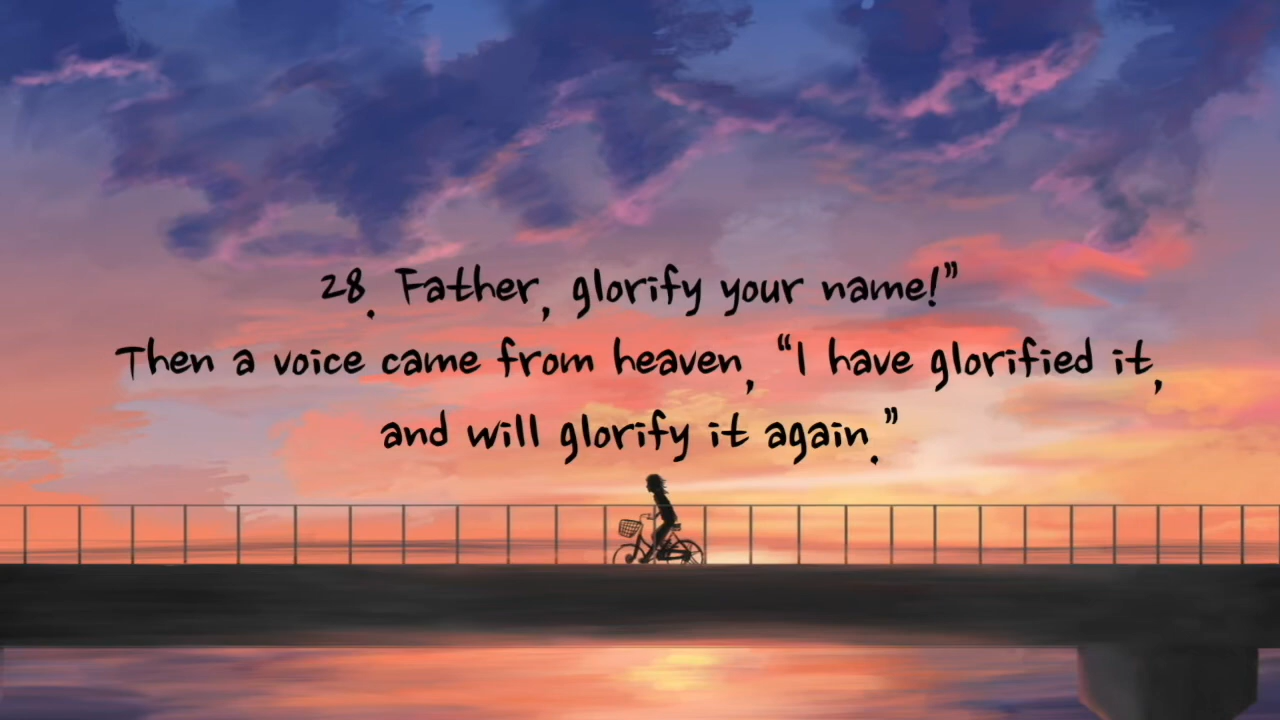 28. Father, glorify your name!”
Then a voice came from heaven, “I have glorified it,
and will glorify it again.”